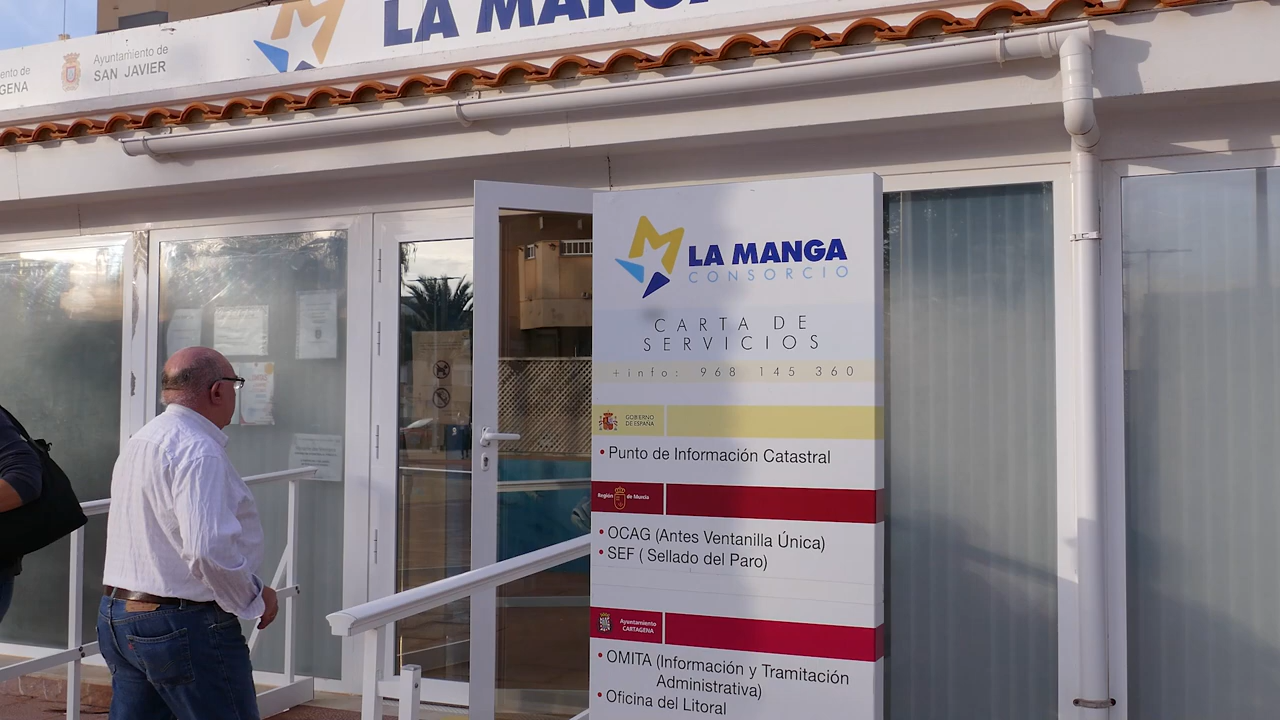 LA MANGA
Ayuntamiento de
SAN JAVIER
LA MANGA
CONSORCIO
CARTA DE
SERVICIOS
+info: 968 145 360
GOBIERNO
DE ESPAÑA
• Punto de Información Catastral
Región de Murcia
• OCAG (Antes Ventanilla Única)
• SEF ( Sellado del Paro)
Ayuntamiento
CARTAGENA
• OMITA (Información y Tramitación
Administrativa)
• Oficina del Litoral